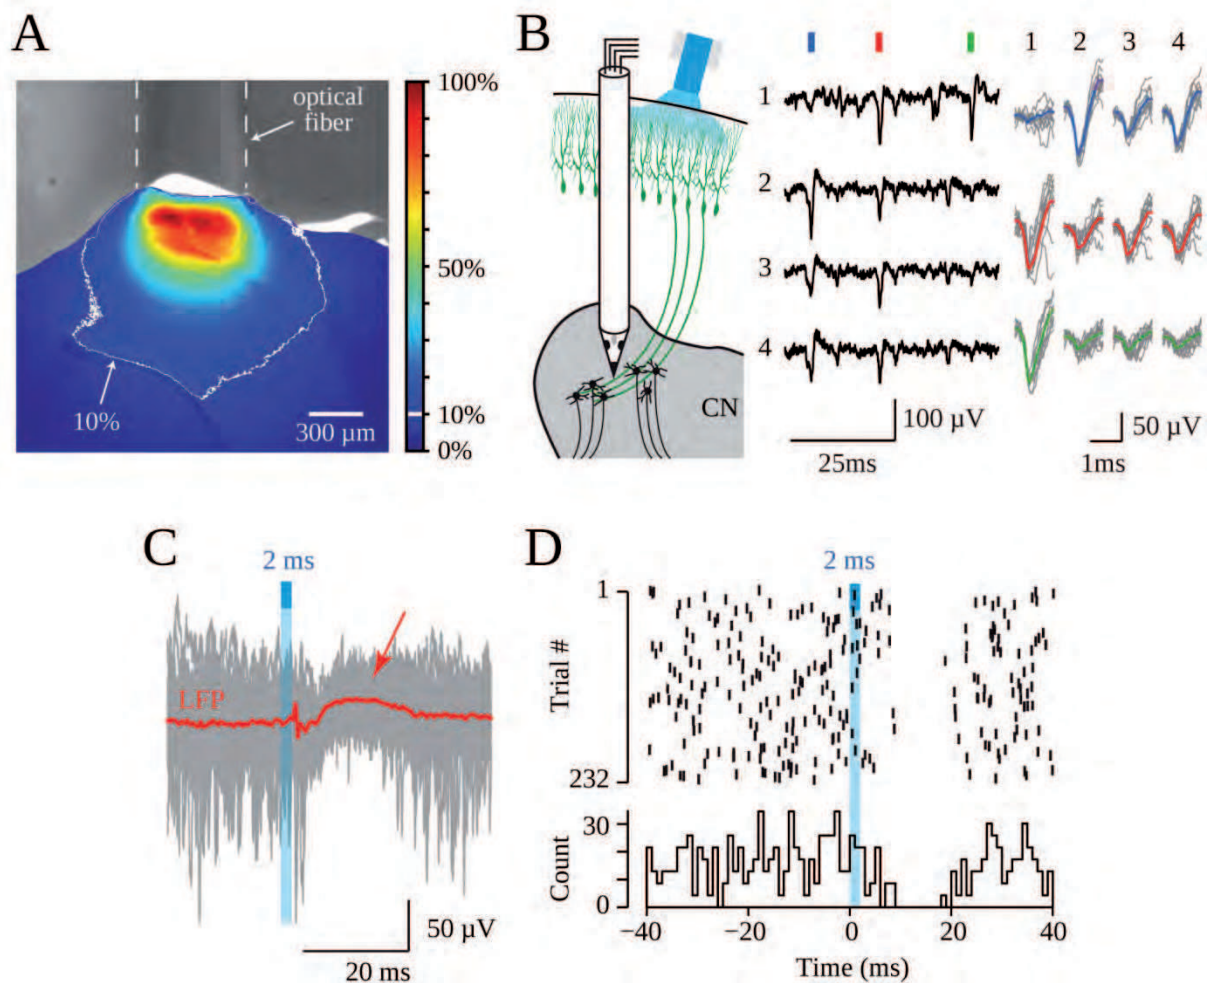 A
optical
fiber
10%
300 µm
100%
50%
10%
0%
B
1
2
3
4
CN
25ms
100 µV
1 2 3 4
50 µV
1ms
C
2 ms
LFP
50 µV
20 ms
D
2 ms
1
Trial #
232
30
Count
0
−40 −20 0 20 40
Time (ms)